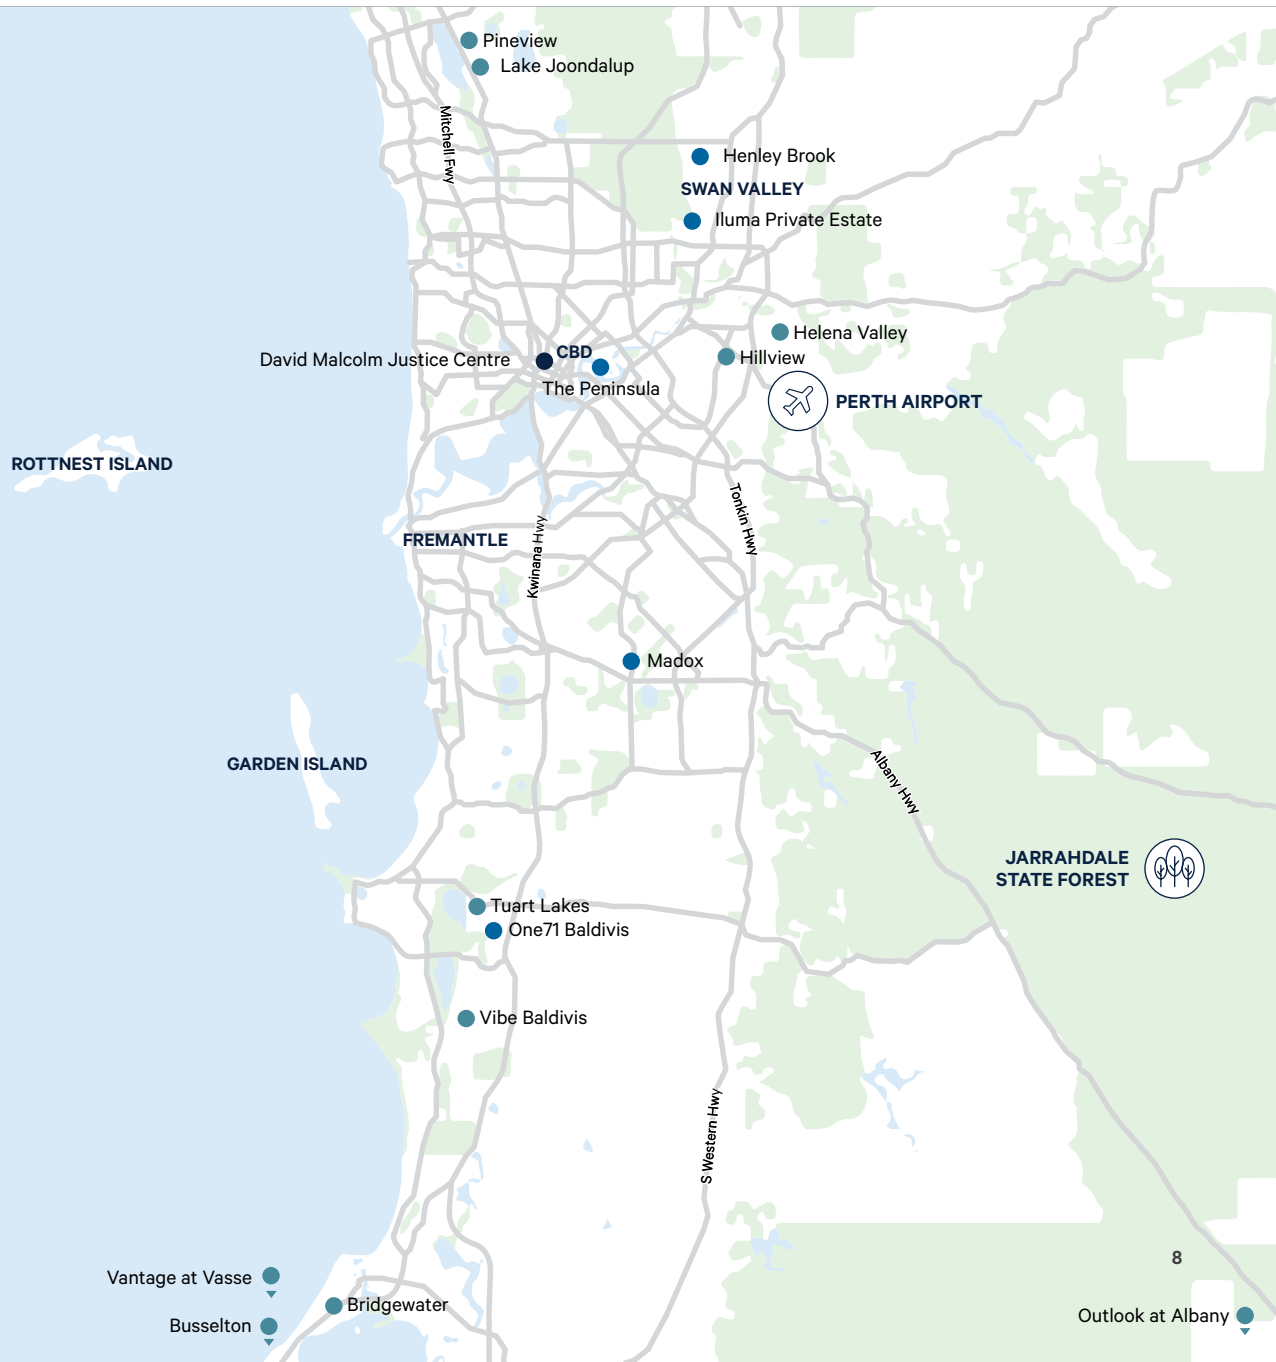 Pineview
Lake Joondalup
Mitchell Fwy
Henley Brook
SWAN VALLEY
Iluma Private Estate
Helena Valley
David Malcolm Justice Centre
CBD
Hillview
The Peninsula
PERTH AIRPORT
ROTTNEST ISLAND
Tonkin Hwy
FREMANTLE
Kwinana Hwy
Madox
GARDEN ISLAND
Albany Hwy
JARRAHDALE
STATE FOREST
Tuart Lakes
One71 Baldivis
Vibe Baldivis
S Western Hwy
8
Vantage at Vasse
Bridgewater
Busselton
Outlook at Albany